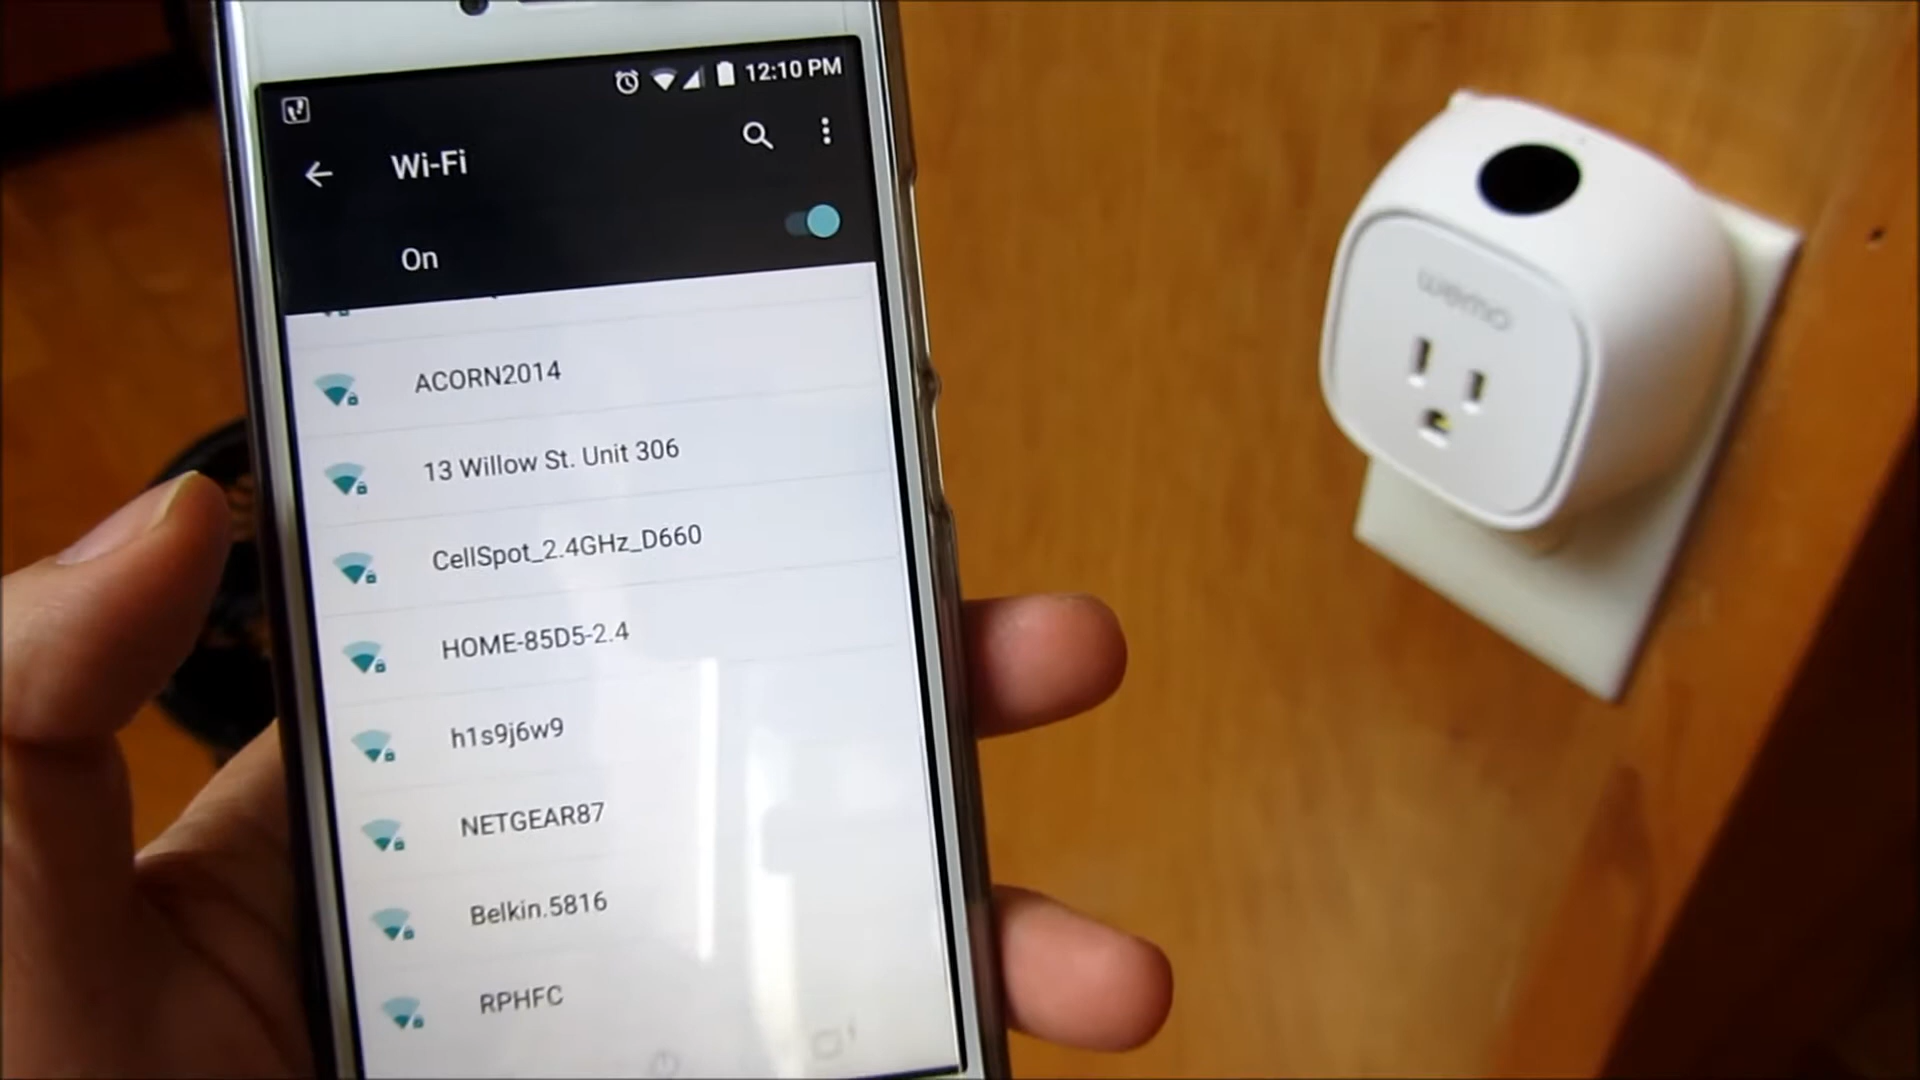 12:10 PM
Wi-Fi
On
ACORN2014
13 Willow St. Unit 306
CellSpot_2.4GHz_D660
HOME-85D5-2.4
h1s9j6w9
NETGEAR87
Belkin.5816
RPHFC
wemo